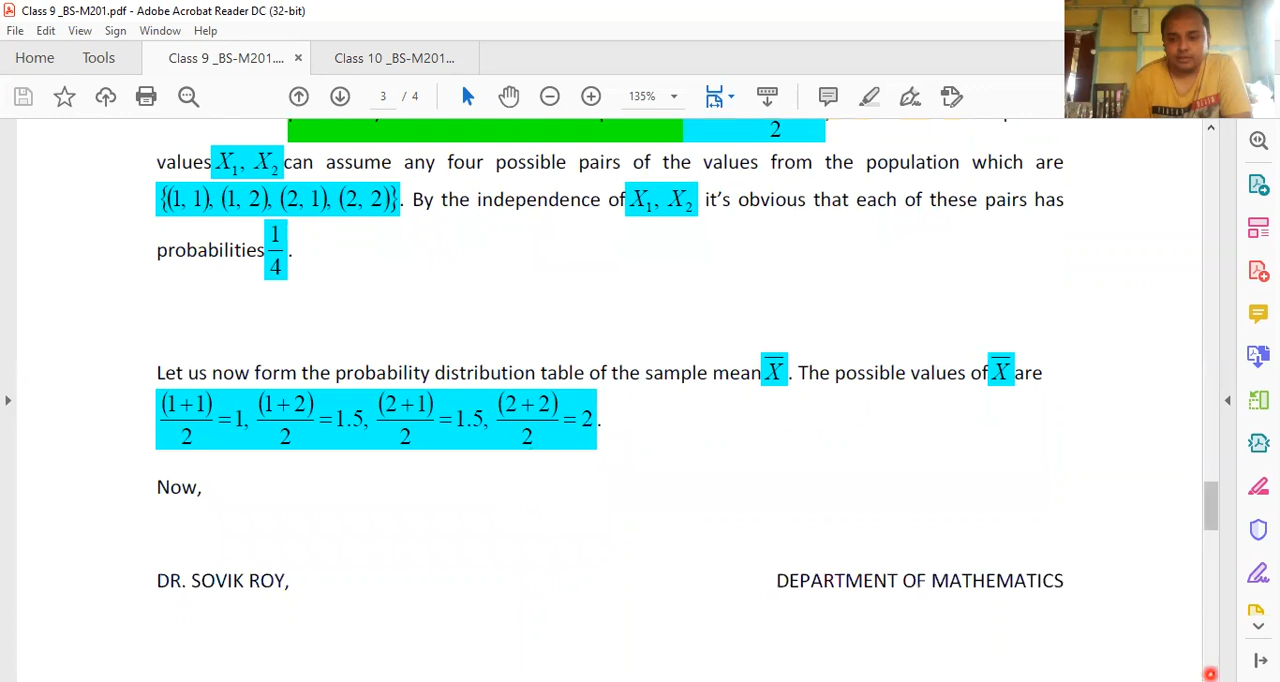 Class 9 _BS-M201.pdf - Adobe Acrobat Reader DC (32-bit)
File Edit View Sign Window Help
Home Tools Class 9 _BS-M201.... × Class 10 _BS-M201...
3 / 4 135%
2
values X₁, X₂ can assume any four possible pairs of the values from the population which are
{(1, 1), (1, 2), (2, 1), (2, 2)}. By the independence of X₁, X₂ it's obvious that each of these pairs has
probabilities 1/4.
Let us now form the probability distribution table of the sample mean X̅. The possible values of X̅ are
(1+1)/2 = 1, (1+2)/2 = 1.5, (2+1)/2 = 1.5, (2+2)/2 = 2.
Now,
DR. SOVIK ROY, DEPARTMENT OF MATHEMATICS